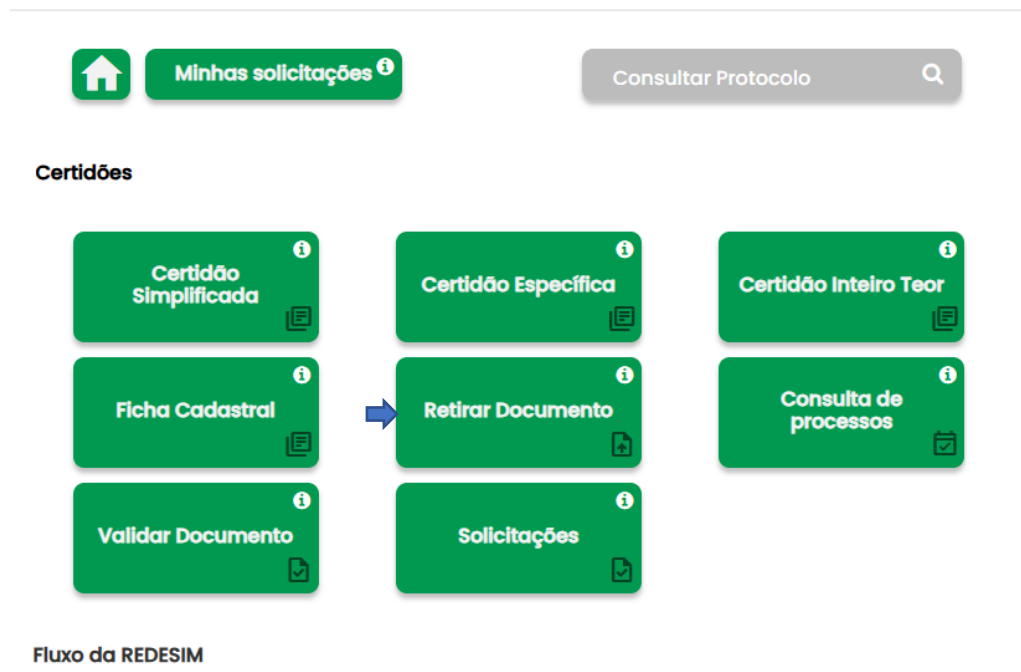 Minhas solicitações
Consultar Protocolo
Certidões
Certidão
Simplificada
Certidão Específica
Certidão Inteiro Teor
Ficha Cadastral
Retirar Documento
Consulta de
processos
Validar Documento
Solicitações
Fluxo da REDESIM